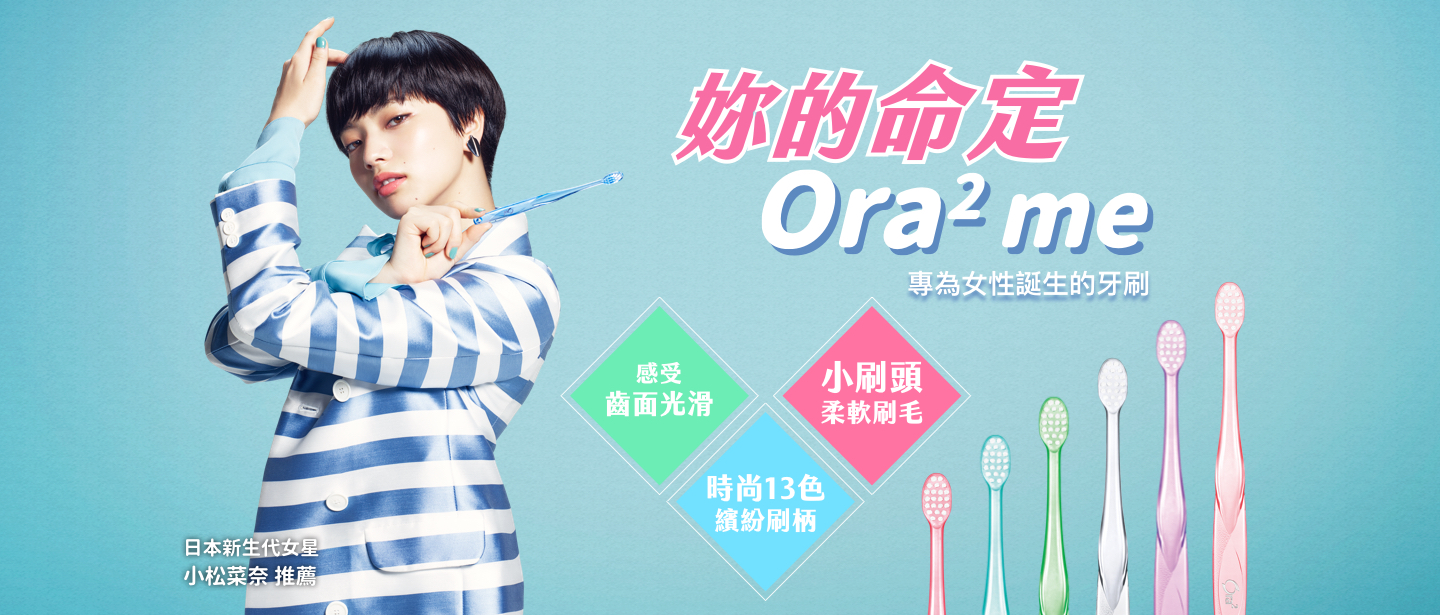 妳的命定
Ora² me
專為女性誕生的牙刷
感受
齒面光滑
小刷頭
柔軟刷毛
時尚13色
繽紛刷柄
日本新生代女星
小松菜奈 推薦
Ora²